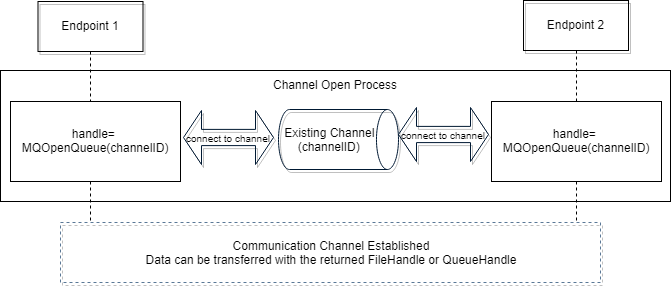 Endpoint 1
Endpoint 2
Channel Open Process
handle=
MQOpenQueue(channelID)
connect to channel
Existing Channel
(channelID)
connect to channel
handle=
MQOpenQueue(channelID)
Communication Channel Established
Data can be transferred with the returned FileHandle or QueueHandle